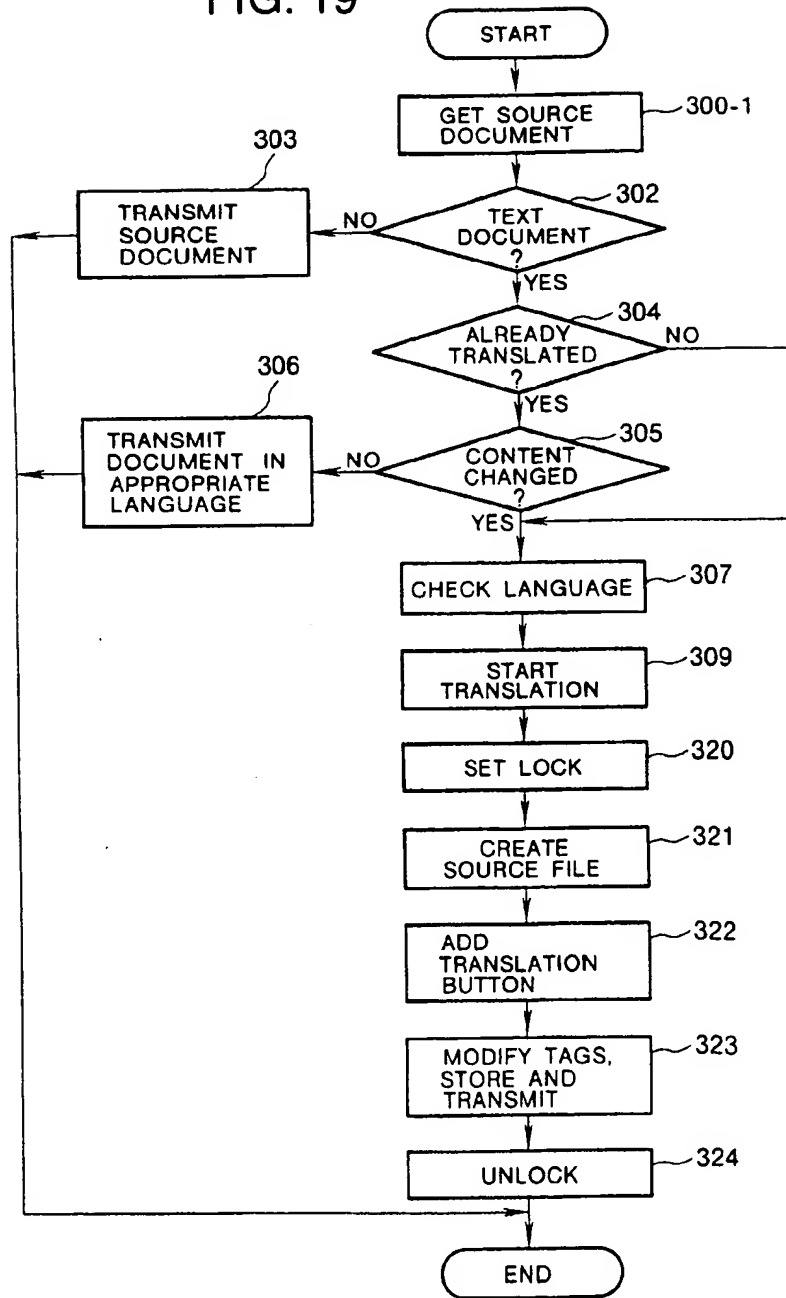 FIG. 19
START
GET SOURCE
DOCUMENT
300-1
303
TRANSMIT
SOURCE
DOCUMENT
NO
302
TEXT
DOCUMENT
?
YES
304
ALREADY
TRANSLATED
?
NO
YES
306
TRANSMIT
DOCUMENT IN
APPROPRIATE
LANGUAGE
NO
305
CONTENT
CHANGED
?
YES
CHECK LANGUAGE
307
START
TRANSLATION
309
SET LOCK
320
CREATE
SOURCE FILE
321
ADD
TRANSLATION
BUTTON
322
MODIFY TAGS,
STORE AND
TRANSMIT
323
UNLOCK
324
END